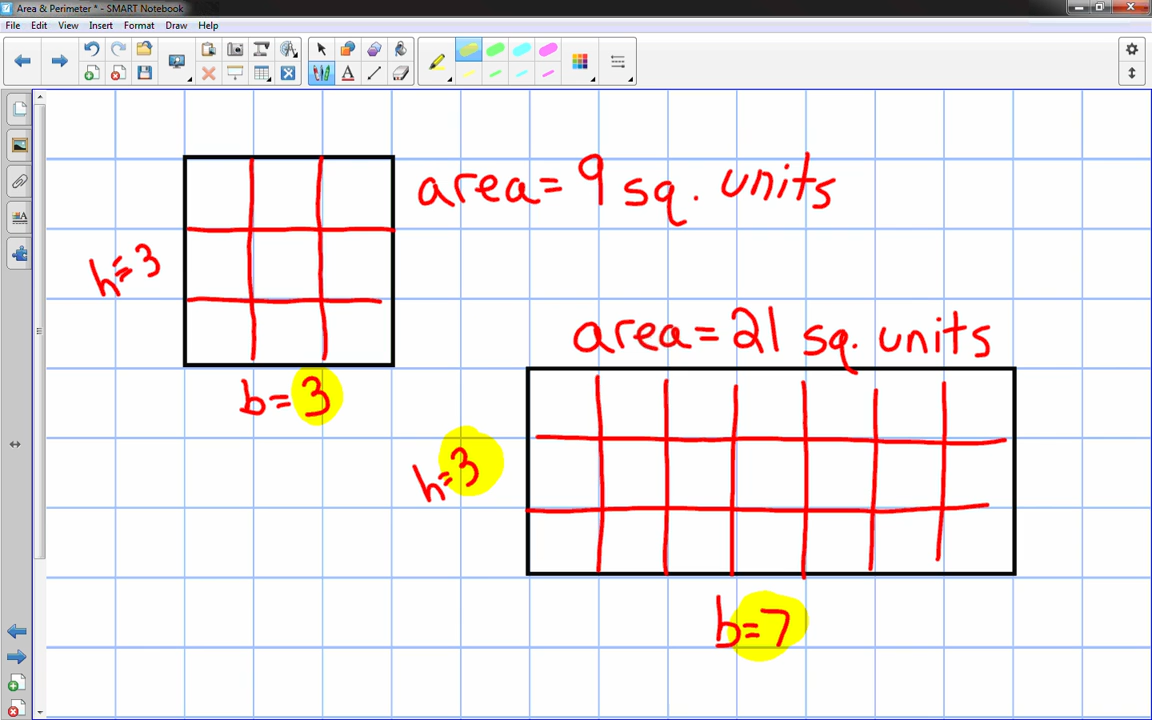 Area & Perimeter * - SMART Notebook
File Edit View Insert Format Draw Help
area= 9 sq. units
h=3
b=3
area=21 sq. units
h=3
b=7